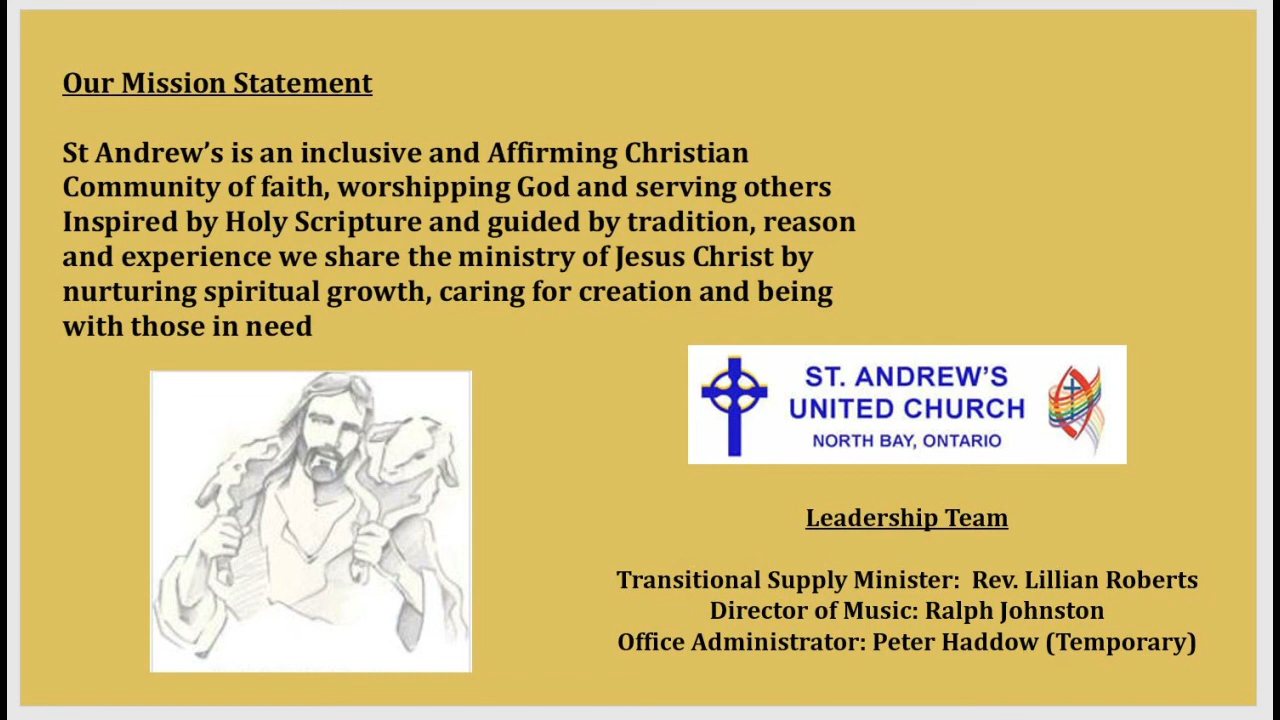 Our Mission Statement
St Andrew’s is an inclusive and Affirming Christian
Community of faith, worshipping God and serving others
Inspired by Holy Scripture and guided by tradition, reason
and experience we share the ministry of Jesus Christ by
nurturing spiritual growth, caring for creation and being
with those in need
ST. ANDREW’S
UNITED CHURCH
NORTH BAY, ONTARIO
Leadership Team
Transitional Supply Minister:  Rev. Lillian Roberts
Director of Music: Ralph Johnston
Office Administrator: Peter Haddow (Temporary)